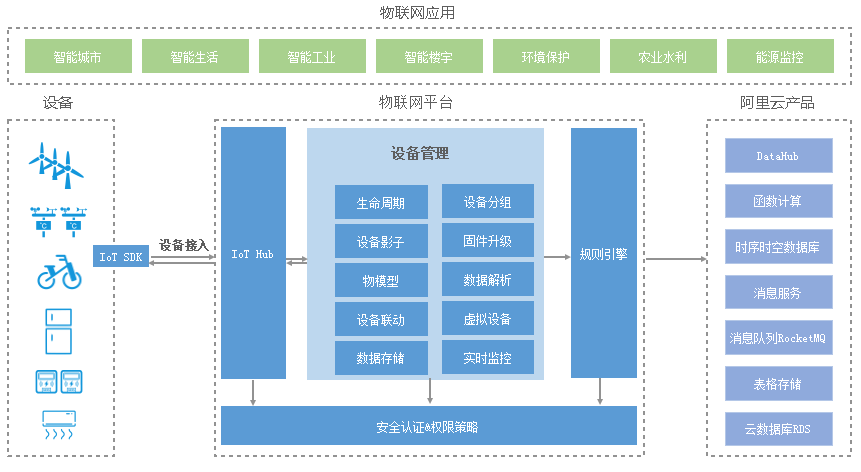 物联网应用
智能城市
智能生活
智能工业
智能楼宇
环境保护
农业水利
能源监控
设备
物联网平台
阿里云产品
℃
℃
IoT SDK
设备接入
IoT Hub
设备管理
生命周期
设备分组
设备影子
固件升级
物模型
数据解析
设备联动
虚拟设备
数据存储
实时监控
规则引擎
安全认证&权限策略
DataHub
函数计算
时序时空数据库
消息服务
消息队列RocketMQ
表格存储
云数据库RDS